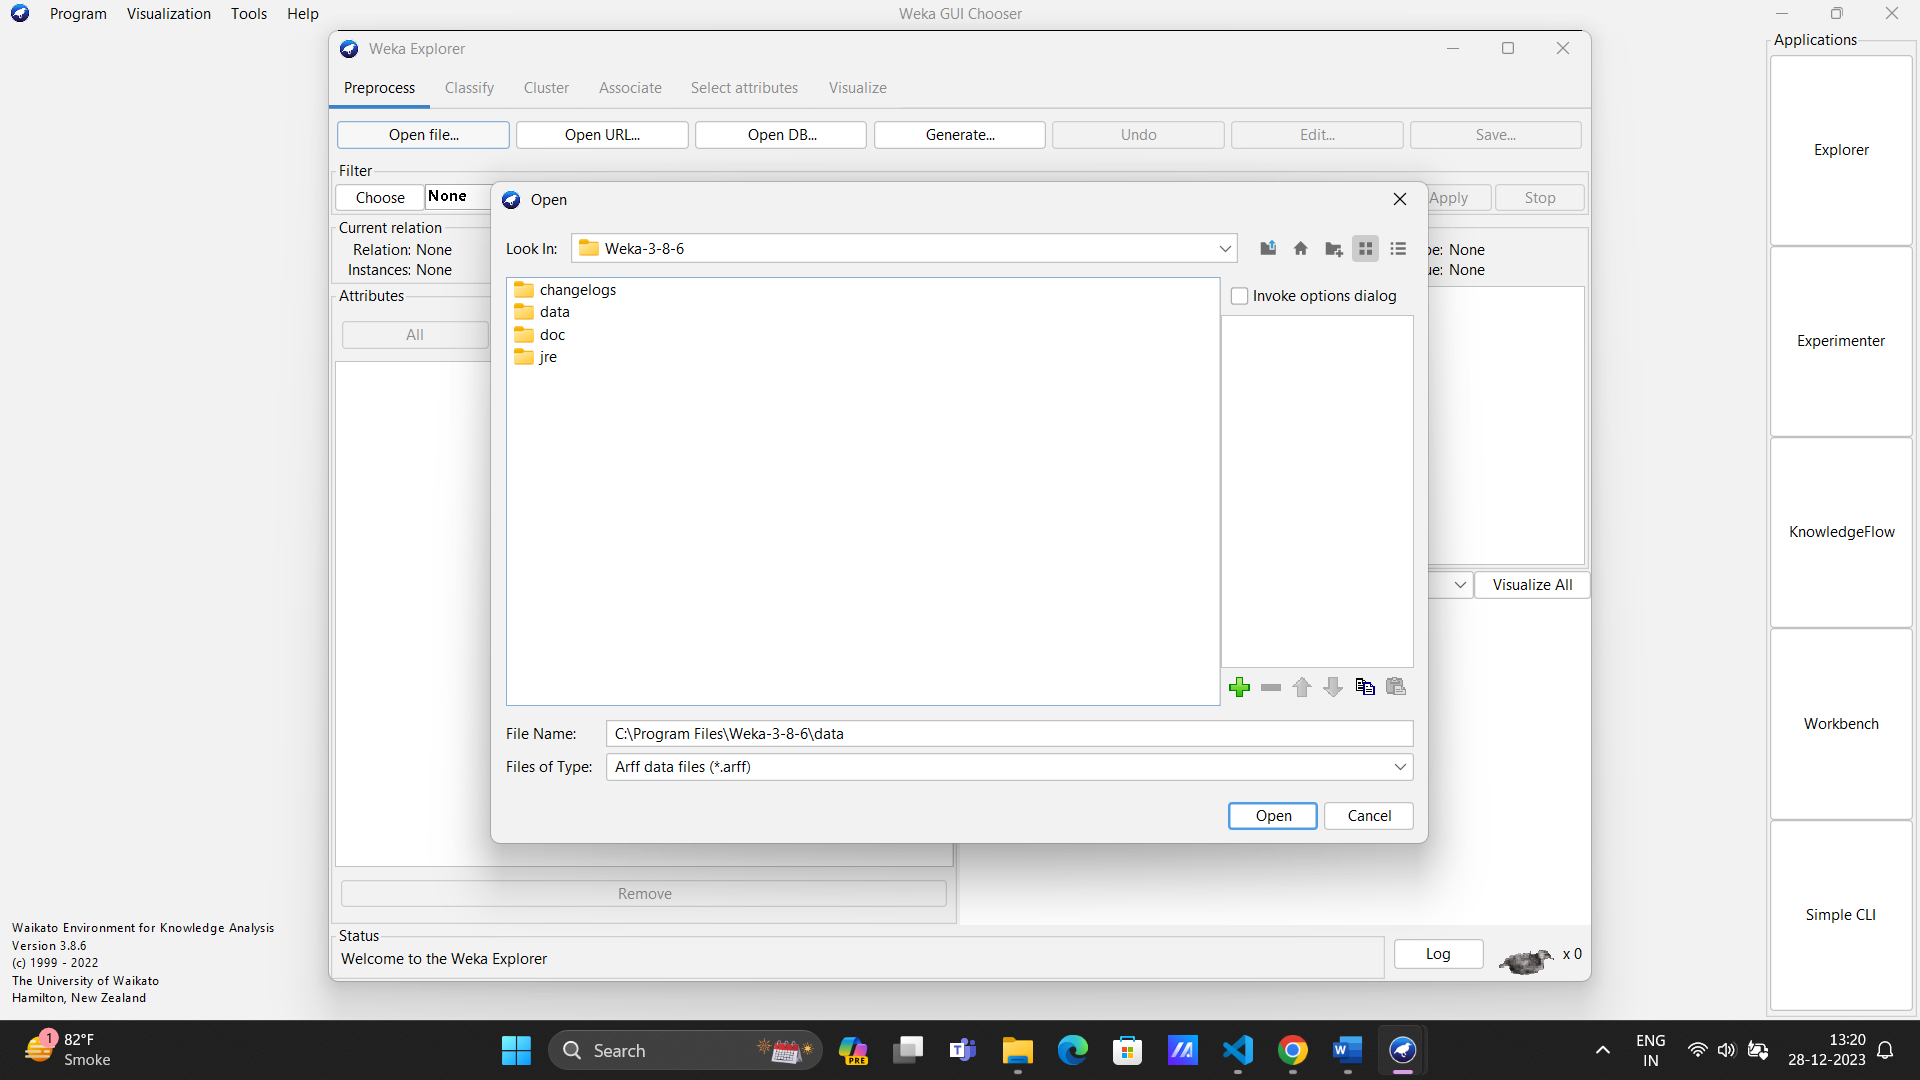 Program Visualization Tools Help
Weka GUI Chooser
Applications
Weka Explorer
Preprocess Classify Cluster Associate Select attributes Visualize
Open file... Open URL... Open DB... Generate... Undo Edit... Save...
Filter
Choose None
Apply Stop
Current relation
Relation: None
Instances: None
None
None
Attributes
All
Open
Look In: Weka-3-8-6
changelogs
data
doc
jre
Invoke options dialog
File Name: C:\Program Files\Weka-3-8-6\data
Files of Type: Arff data files (*.arff)
Open Cancel
Visualize All
Remove
Status
Welcome to the Weka Explorer
Log
x 0
Explorer
Experimenter
KnowledgeFlow
Workbench
Simple CLI
Waikato Environment for Knowledge Analysis
Version 3.8.6
(c) 1999 - 2022
The University of Waikato
Hamilton, New Zealand
1
82°F
Smoke
Search
PRE
ENG
IN
13:20
28-12-2023